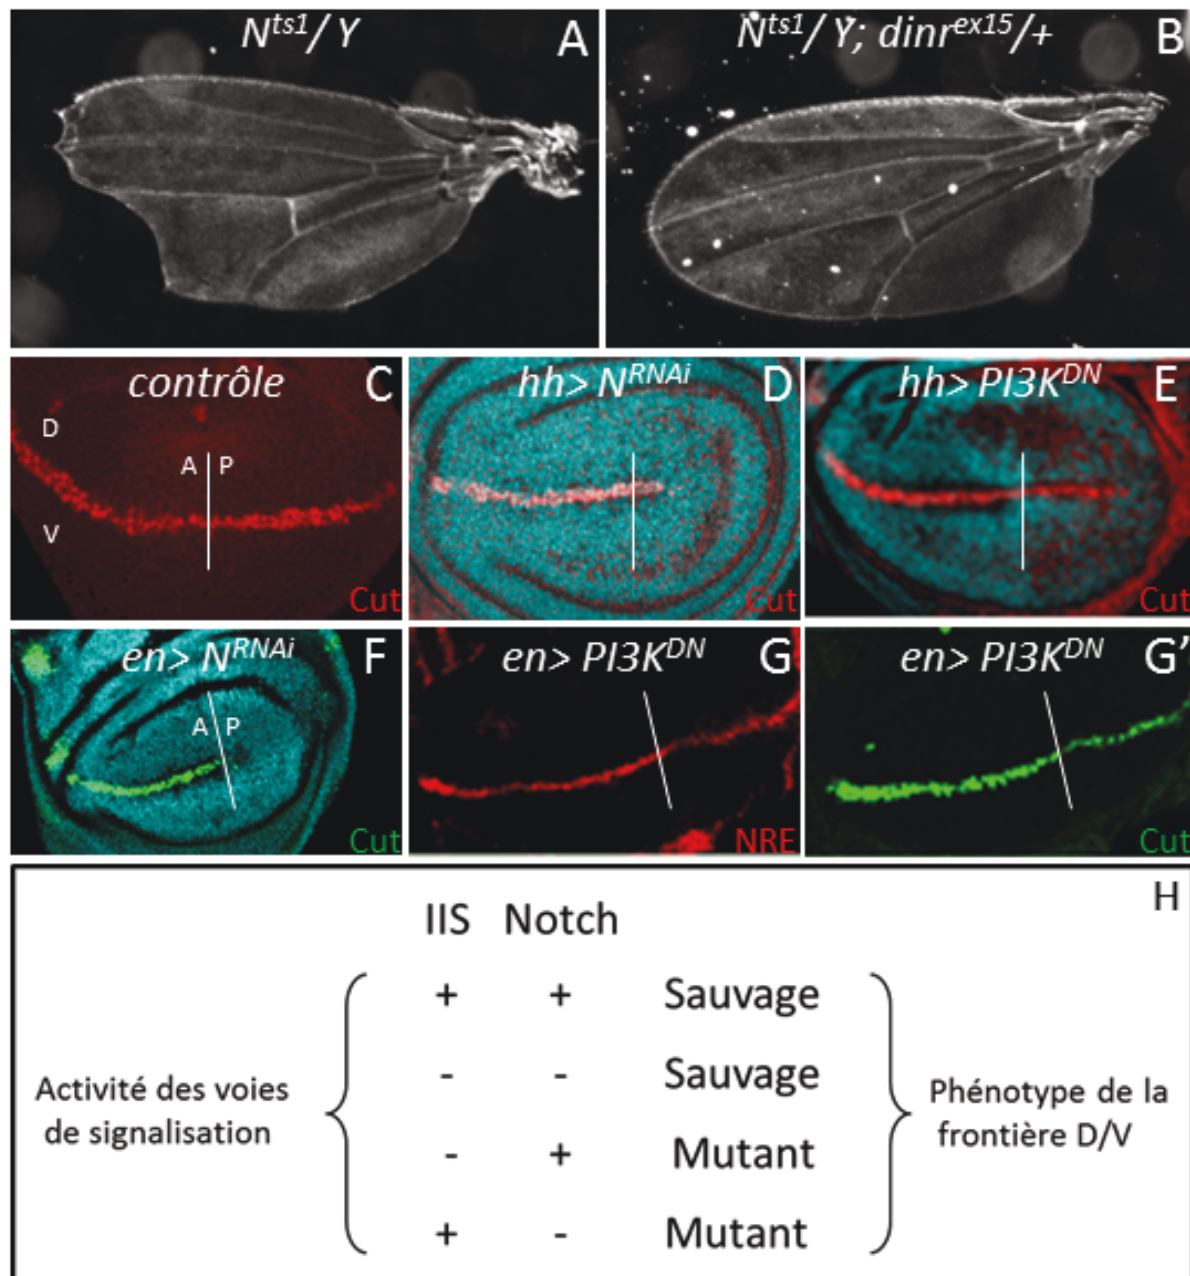 N^ts1/ Y A
N^ts1/ Y; dinr^ex15/+ B
contrôle C
D
A P
V
Cut
hh> N^RNAi D
Cut
hh> PI3K^DN E
Cut
en> N^RNAi F
A P
Cut
en> PI3K^DN G
NRE
en> PI3K^DN G'
Cut
H
IIS Notch
+ + Sauvage
- - Sauvage
- + Mutant
+ - Mutant
Activité des voies
de signalisation
Phénotype de la
frontière D/V